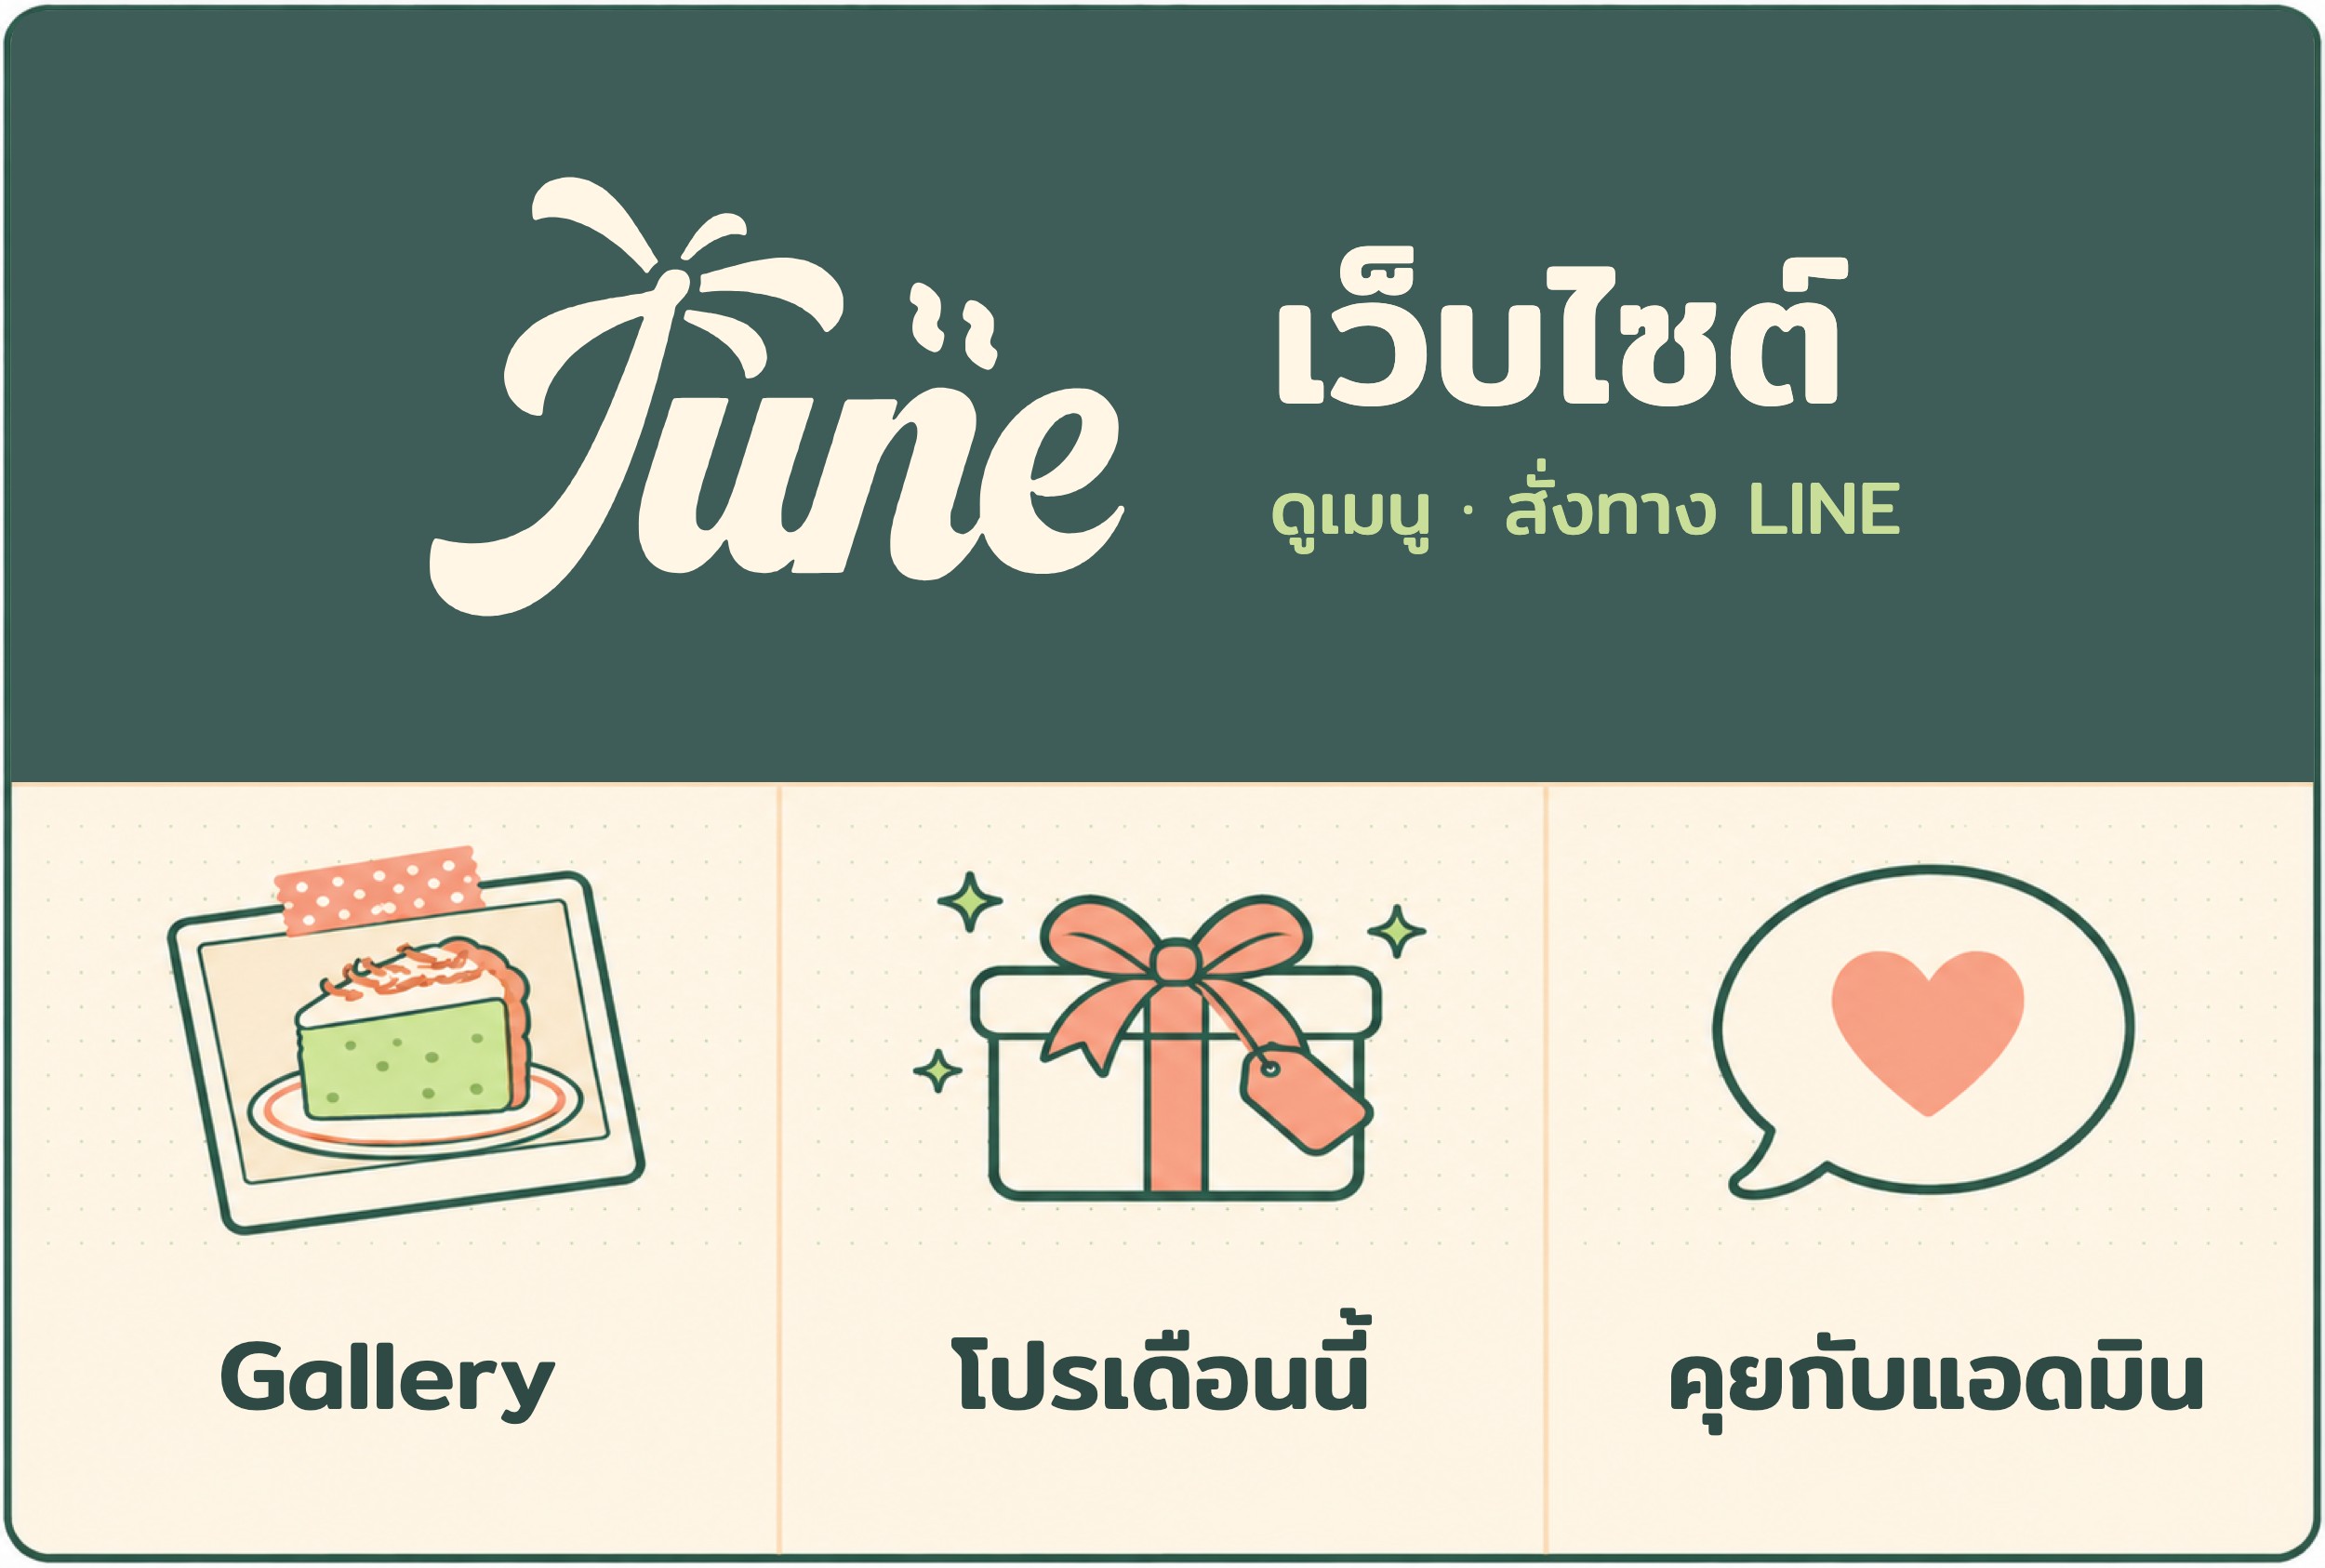 June
เว็บไซต์
ดูเมนู · สั่งทาง LINE
Gallery
โปรเดือนนี้
คุยกับแอดมิน